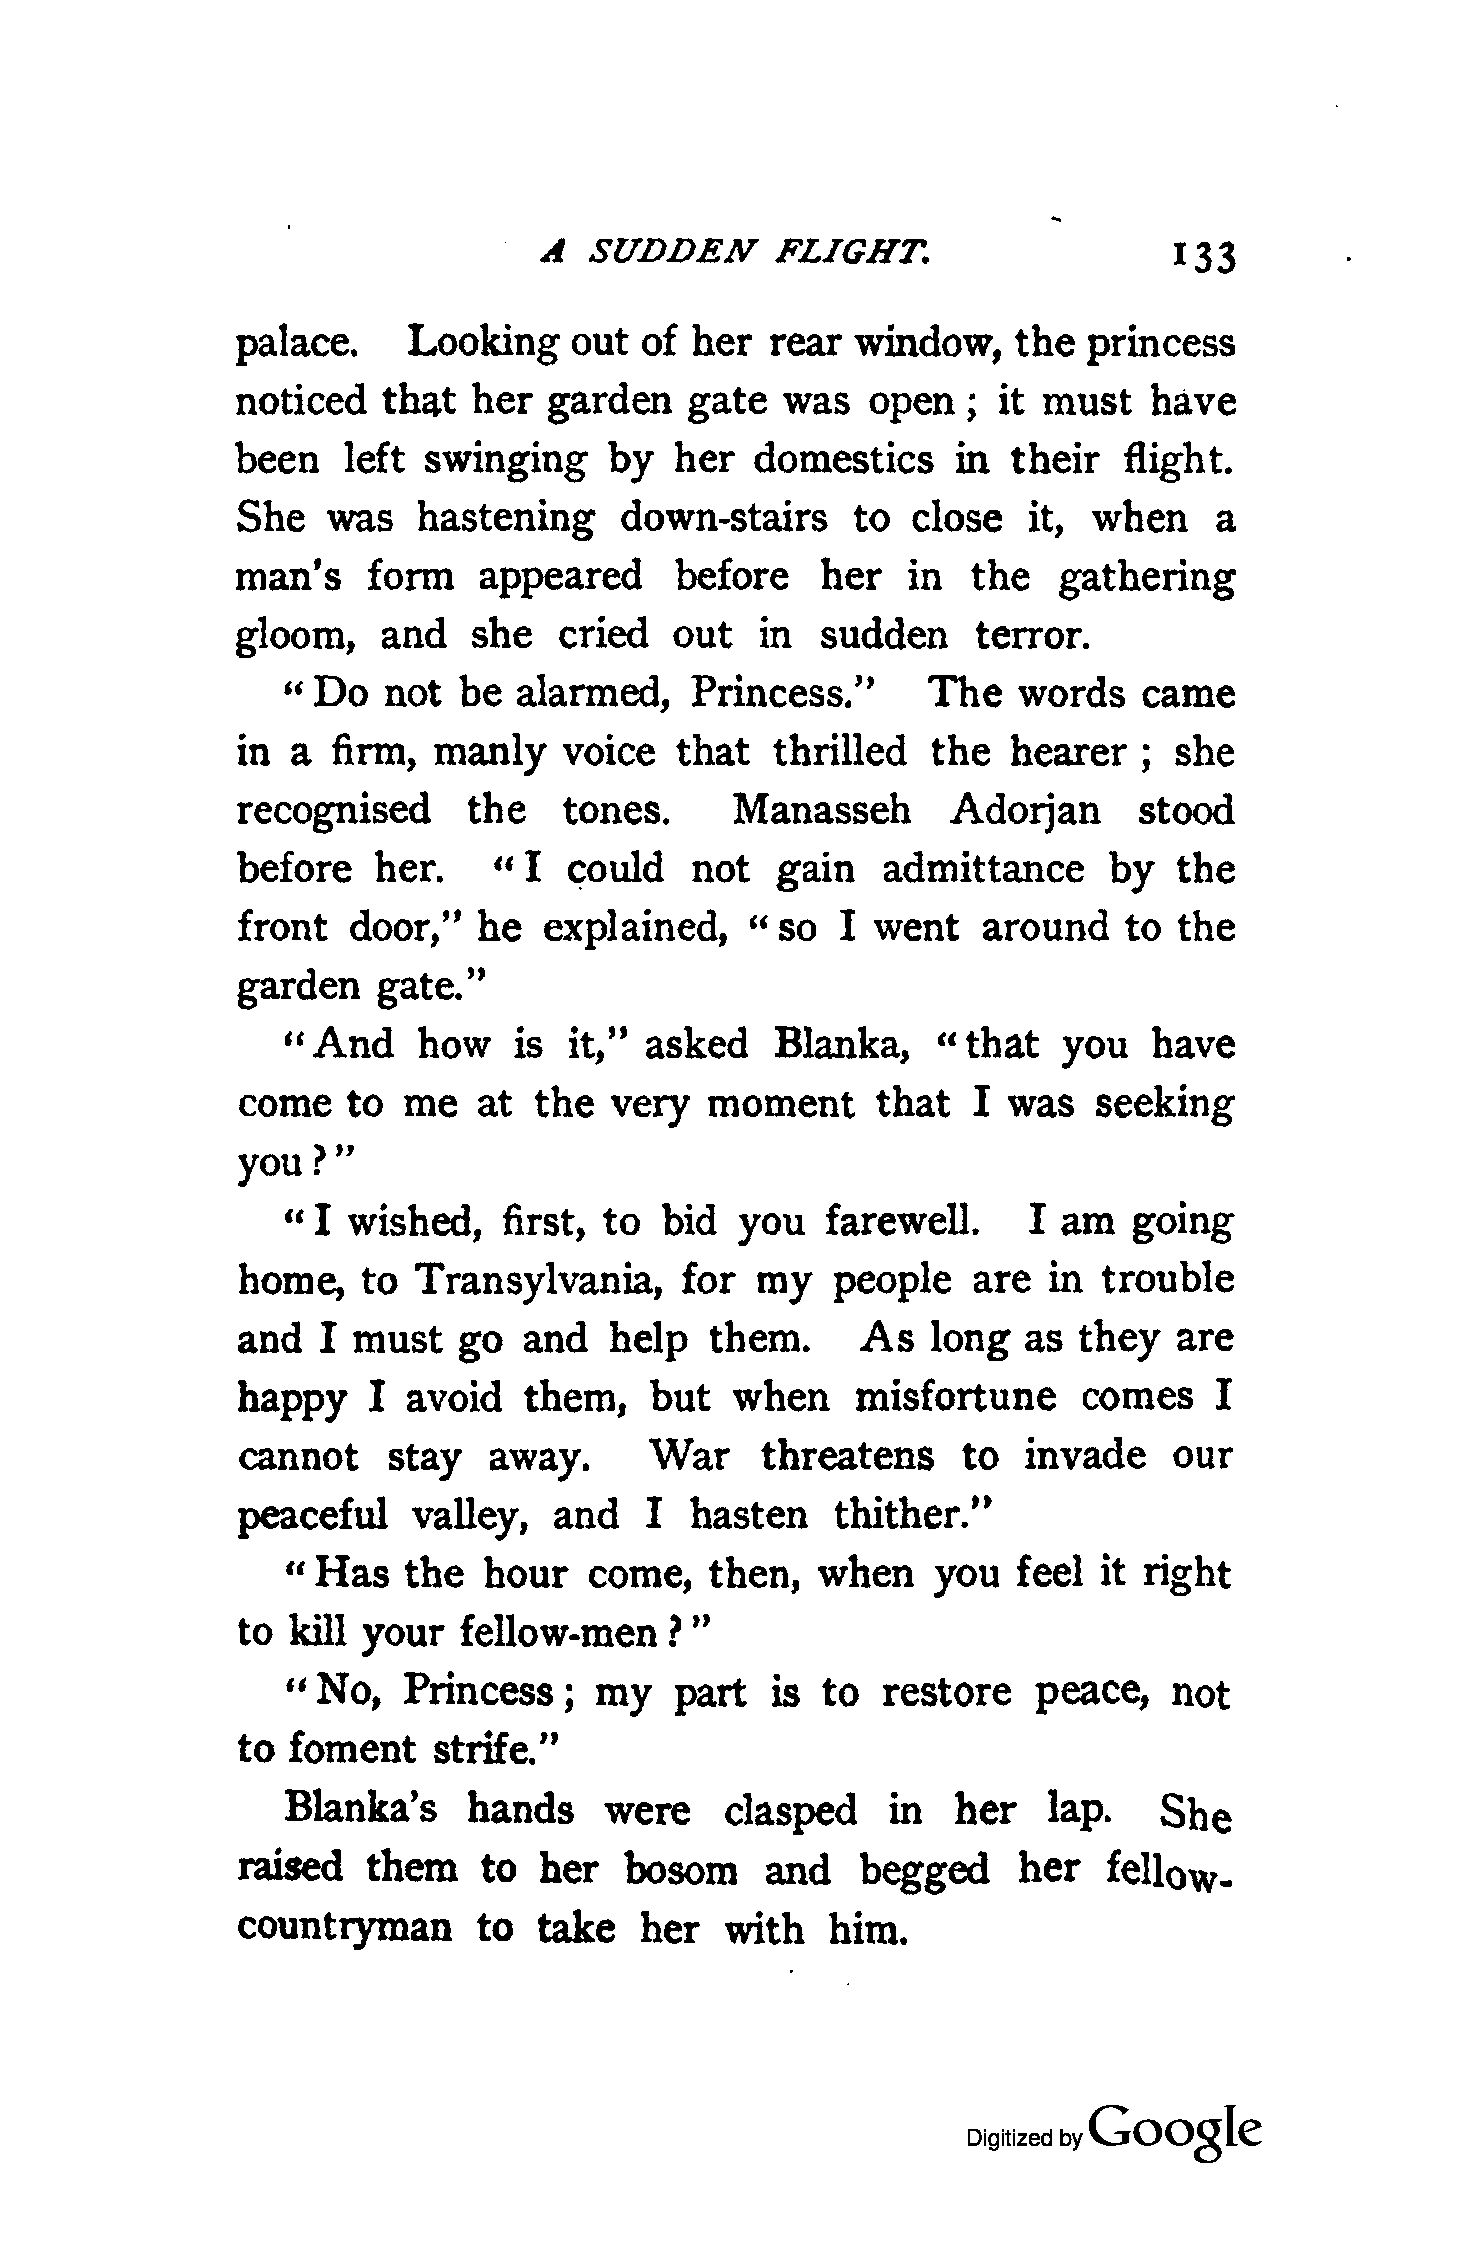 A SUDDEN FLIGHT. 133
palace. Looking out of her rear window, the princess
noticed that her garden gate was open ; it must have
been left swinging by her domestics in their flight.
She was hastening down-stairs to close it, when a
man's form appeared before her in the gathering
gloom, and she cried out in sudden terror.
" Do not be alarmed, Princess." The words came
in a firm, manly voice that thrilled the hearer ; she
recognised the tones. Manasseh Adorjan stood
before her. " I could not gain admittance by the
front door," he explained, " so I went around to the
garden gate."
" And how is it," asked Blanka, " that you have
come to me at the very moment that I was seeking
you ? "
" I wished, first, to bid you farewell. I am going
home, to Transylvania, for my people are in trouble
and I must go and help them. As long as they are
happy I avoid them, but when misfortune comes I
cannot stay away. War threatens to invade our
peaceful valley, and I hasten thither."
" Has the hour come, then, when you feel it right
to kill your fellow-men ? "
" No, Princess ; my part is to restore peace, not
to foment strife."
Blanka's hands were clasped in her lap. She
raised them to her bosom and begged her fellow-
countryman to take her with him.
Digitized by Google